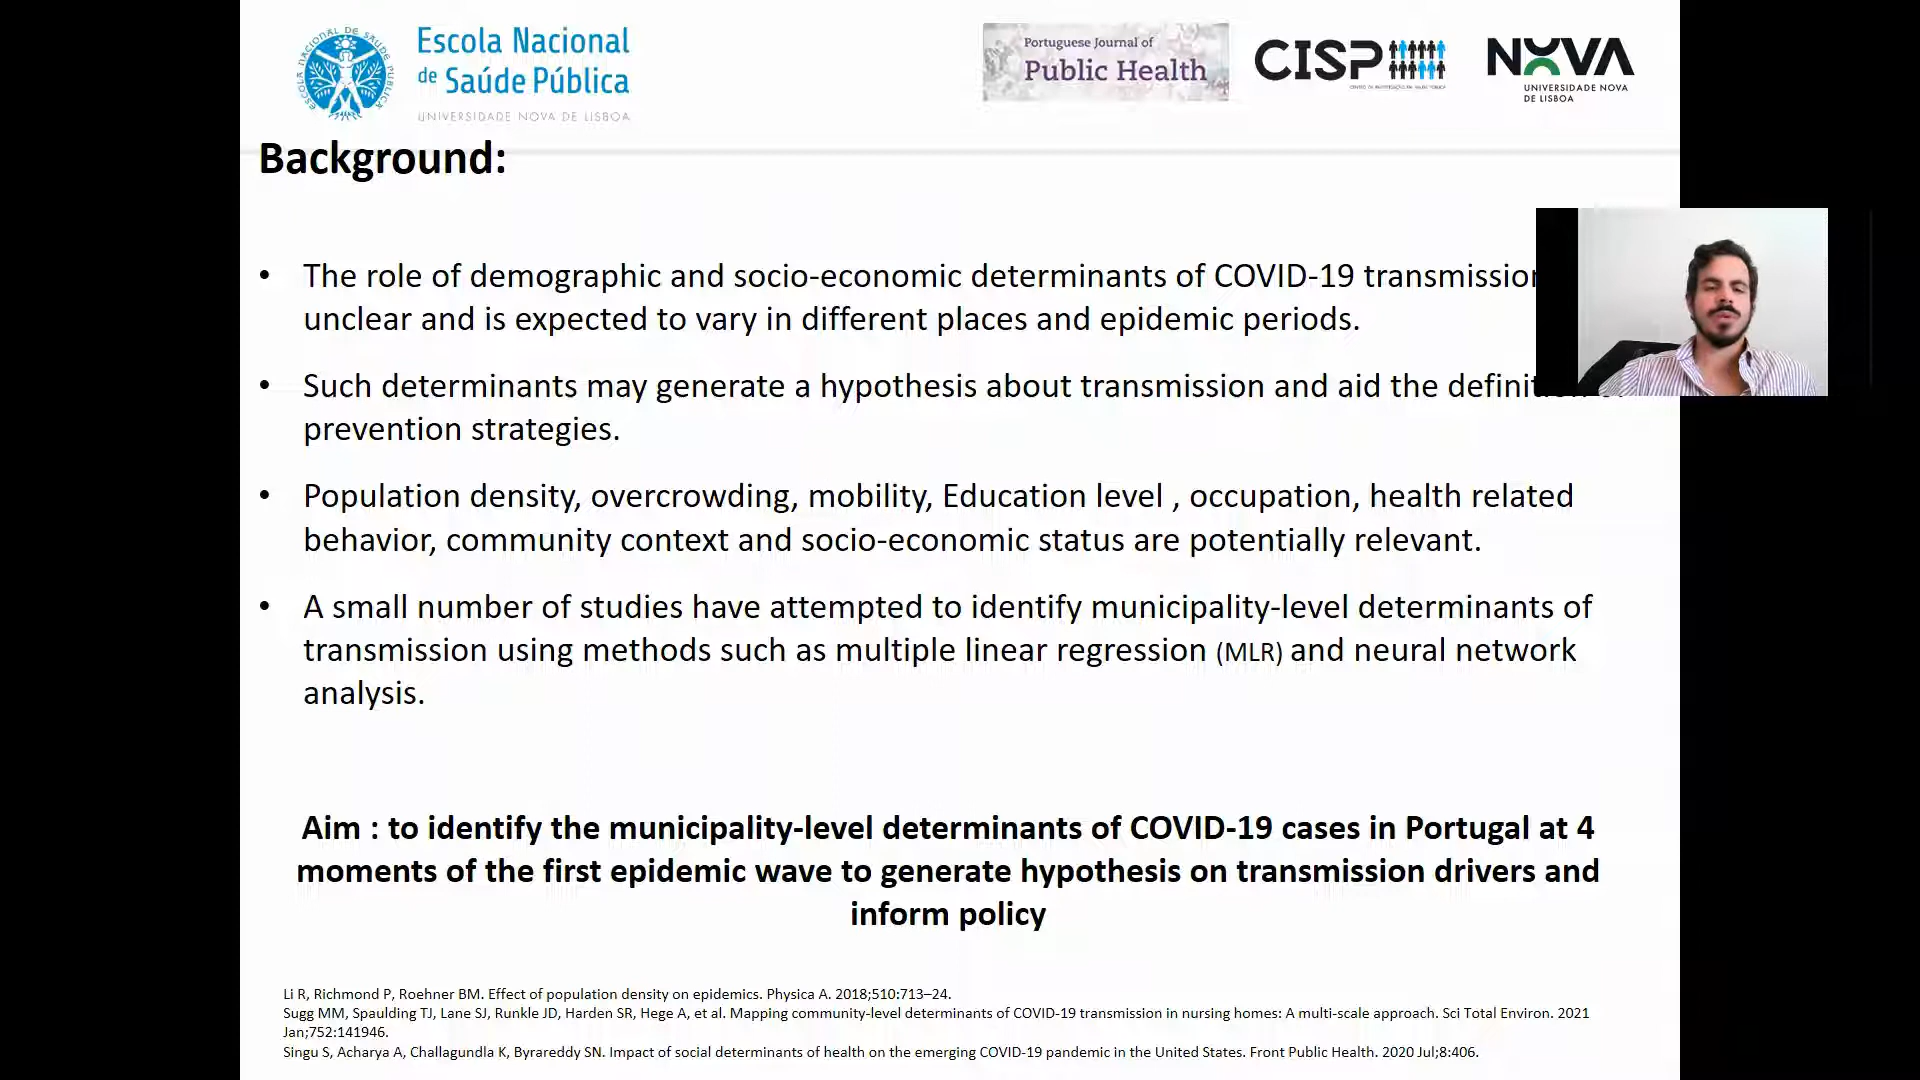 Escola Nacional
de Saúde Pública
UNIVERSIDADE NOVA DE LISBOA
Portuguese Journal of
Public Health
CISP
NOVA
UNIVERSIDADE NOVA
DE LISBOA
Background:
• The role of demographic and socio-economic determinants of COVID-19 transmission
unclear and is expected to vary in different places and epidemic periods.
• Such determinants may generate a hypothesis about transmission and aid the
prevention strategies.
• Population density, overcrowding, mobility, Education level , occupation, health related
behavior, community context and socio-economic status are potentially relevant.
• A small number of studies have attempted to identify municipality-level determinants of
transmission using methods such as multiple linear regression (MLR) and neural network
analysis.
Aim : to identify the municipality-level determinants of COVID-19 cases in Portugal at 4
moments of the first epidemic wave to generate hypothesis on transmission drivers and
inform policy
Li R, Richmond P, Roehner BM. Effect of population density on epidemics. Physica A. 2018;510:713–24.
Sugg MM, Spaulding TJ, Lane SJ, Runkle JD, Harden SR, Hege A, et al. Mapping community-level determinants of COVID-19 transmission in nursing homes: A multi-scale approach. Sci Total Environ. 2021
Jan;752:141946.
Singu S, Acharya A, Challagundla K, Byrareddy SN. Impact of social determinants of health on the emerging COVID-19 pandemic in the United States. Front Public Health. 2020 Jul;8:406.